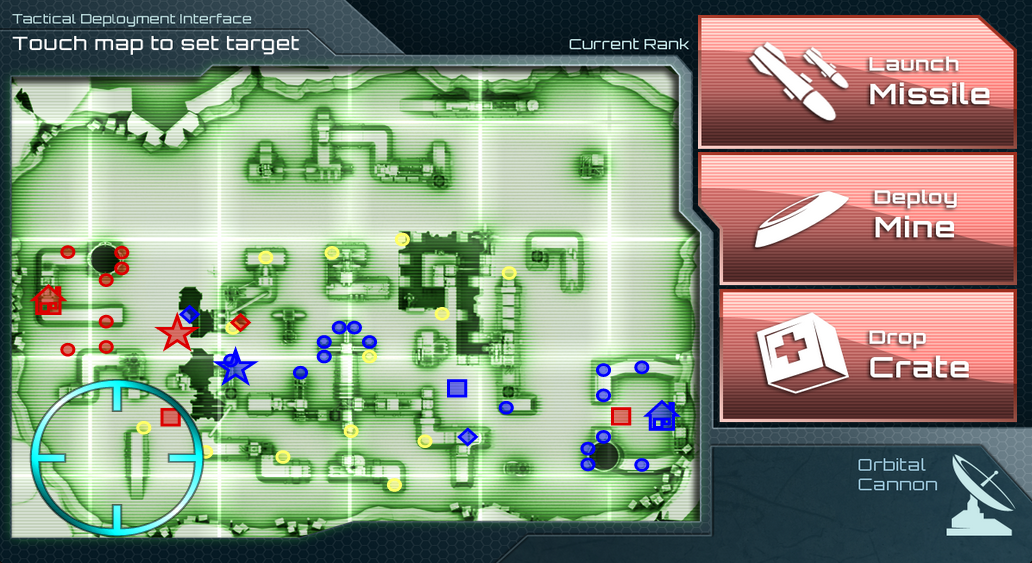 Tactical Deployment Interface
Touch map to set target
Current Rank
Launch
Missile
Deploy
Mine
Drop
Crate
Orbital
Cannon